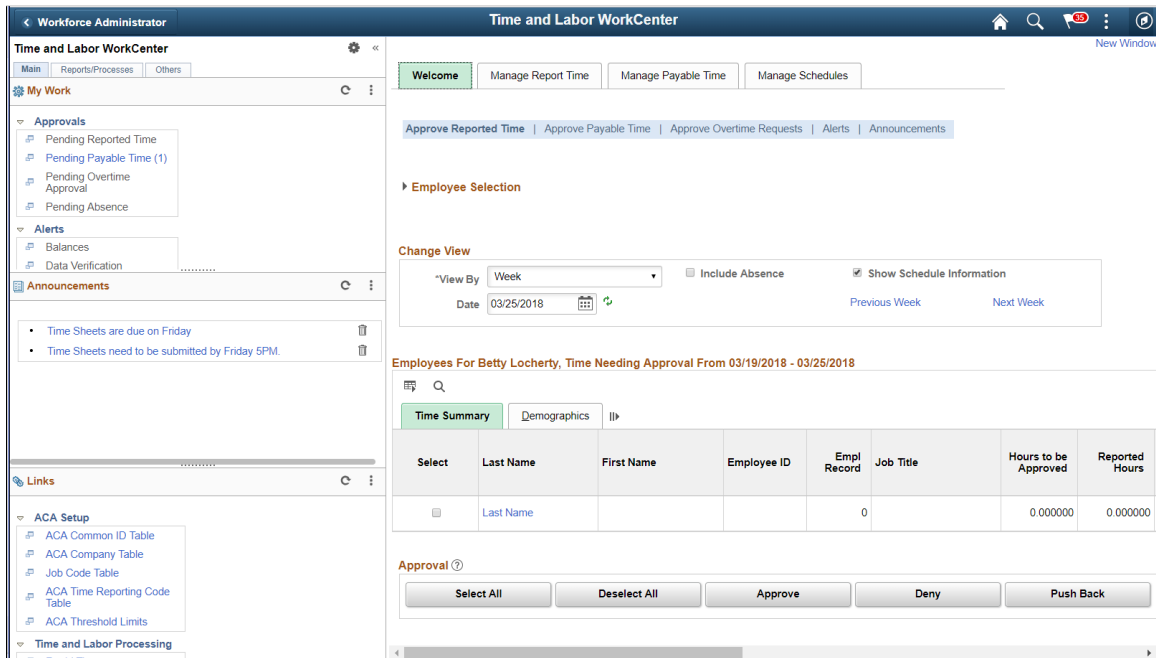 Workforce Administrator
Time and Labor WorkCenter
35
New Window
Time and Labor WorkCenter
Main
Reports/Processes
Others
My Work
Approvals
Pending Reported Time
Pending Payable Time (1)
Pending Overtime
Approval
Pending Absence
Alerts
Balances
Data Verification
Announcements
• Time Sheets are due on Friday
• Time Sheets need to be submitted by Friday 5PM.
Links
ACA Setup
ACA Common ID Table
ACA Company Table
Job Code Table
ACA Time Reporting Code
Table
ACA Threshold Limits
Time and Labor Processing
Welcome
Manage Report Time
Manage Payable Time
Manage Schedules
Approve Reported Time | Approve Payable Time | Approve Overtime Requests | Alerts | Announcements
Employee Selection
Change View
*View By Week
Include Absence
Show Schedule Information
Date 03/25/2018
Previous Week
Next Week
Employees For Betty Locherty, Time Needing Approval From 03/19/2018 - 03/25/2018
Time Summary
Demographics
Select
Last Name
First Name
Employee ID
Empl
Record
Job Title
Hours to be
Approved
Reported
Hours
Last Name
0
0.000000
0.000000
Approval
Select All
Deselect All
Approve
Deny
Push Back